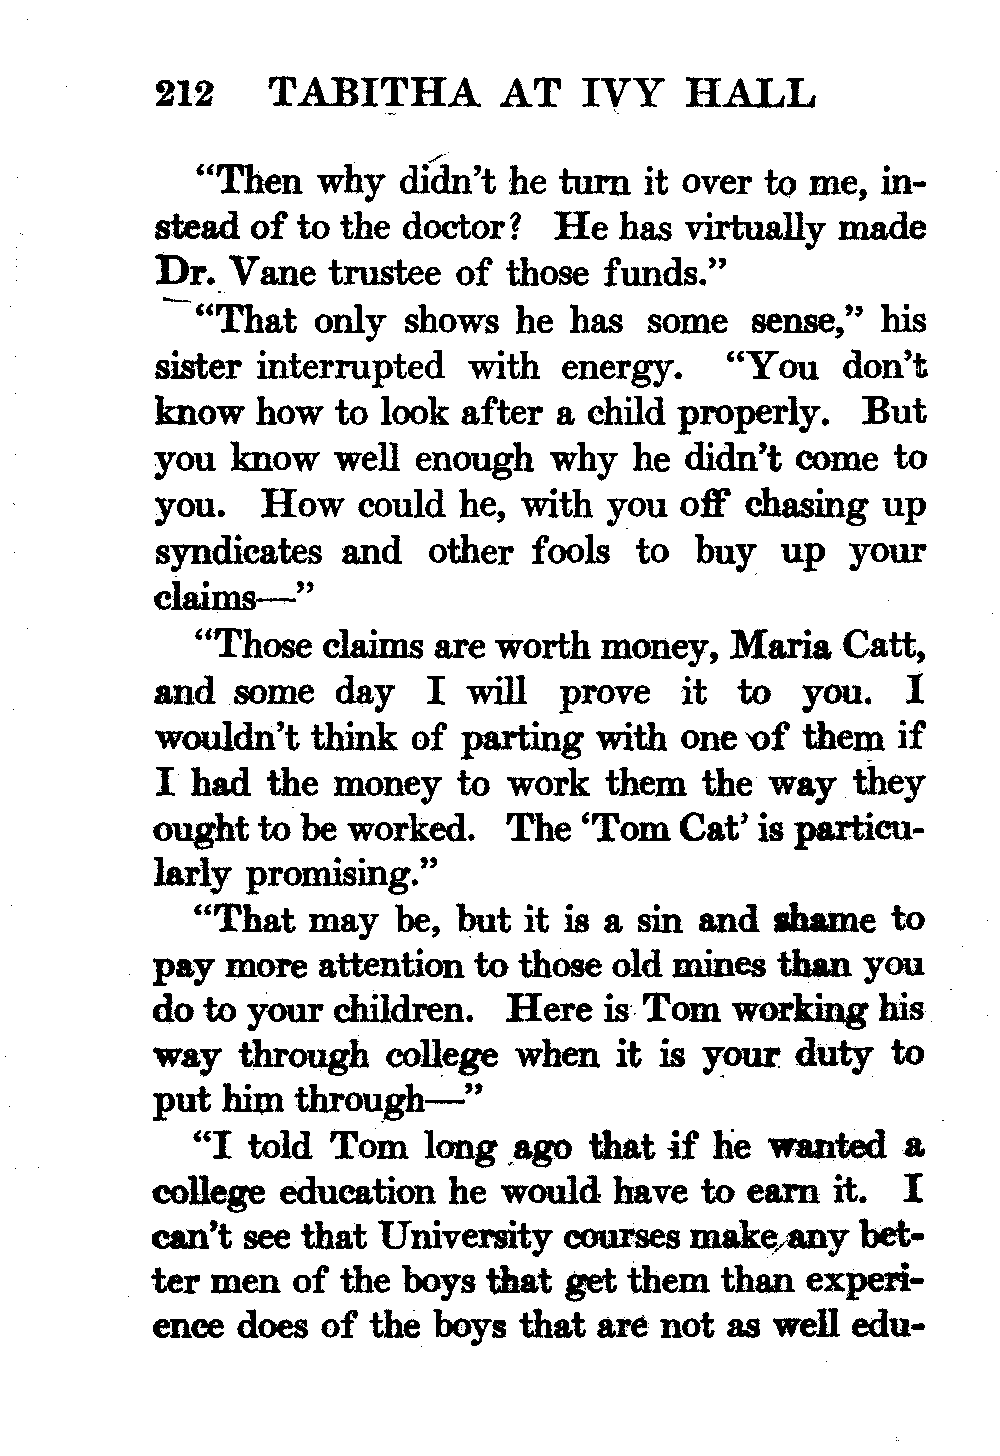 212 TABITHA AT IVY HALL
“Then why didn’t he turn it over to me, in-
stead of to the doctor? He has virtually made
Dr. Vane trustee of those funds.”
“That only shows he has some sense,” his
sister interrupted with energy. “You don’t
know how to look after a child properly. But
you know well enough why he didn’t come to
you. How could he, with you off chasing up
syndicates and other fools to buy up your
claims—”
“Those claims are worth money, Maria Catt,
and some day I will prove it to you. I
wouldn’t think of parting with one of them if
I had the money to work them the way they
ought to be worked. The ‘Tom Cat’ is particu-
larly promising.”
“That may be, but it is a sin and shame to
pay more attention to those old mines than you
do to your children. Here is Tom working his
way through college when it is your duty to
put him through—”
“I told Tom long ago that if he wanted a
college education he would have to earn it. I
can’t see that University courses make any bet-
ter men of the boys that get them than experi-
ence does of the boys that are not as well edu-